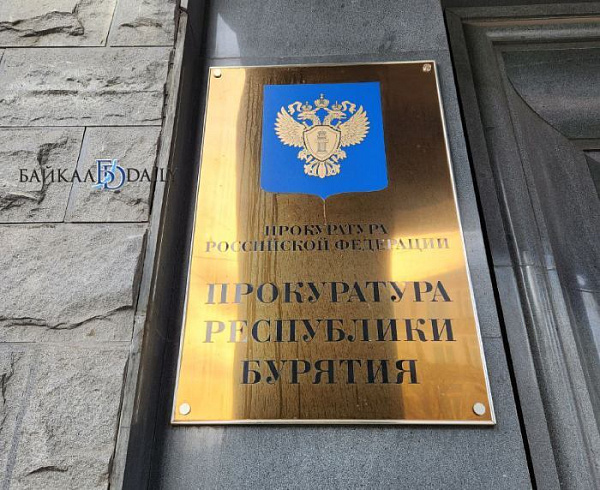 БАЙКАЛ DAILY
ПРОКУРАТУРА
РОССИЙСКОЙ ФЕДЕРАЦИИ
ПРОКУРАТУРА
РЕСПУБЛИКИ
БУРЯТИЯ